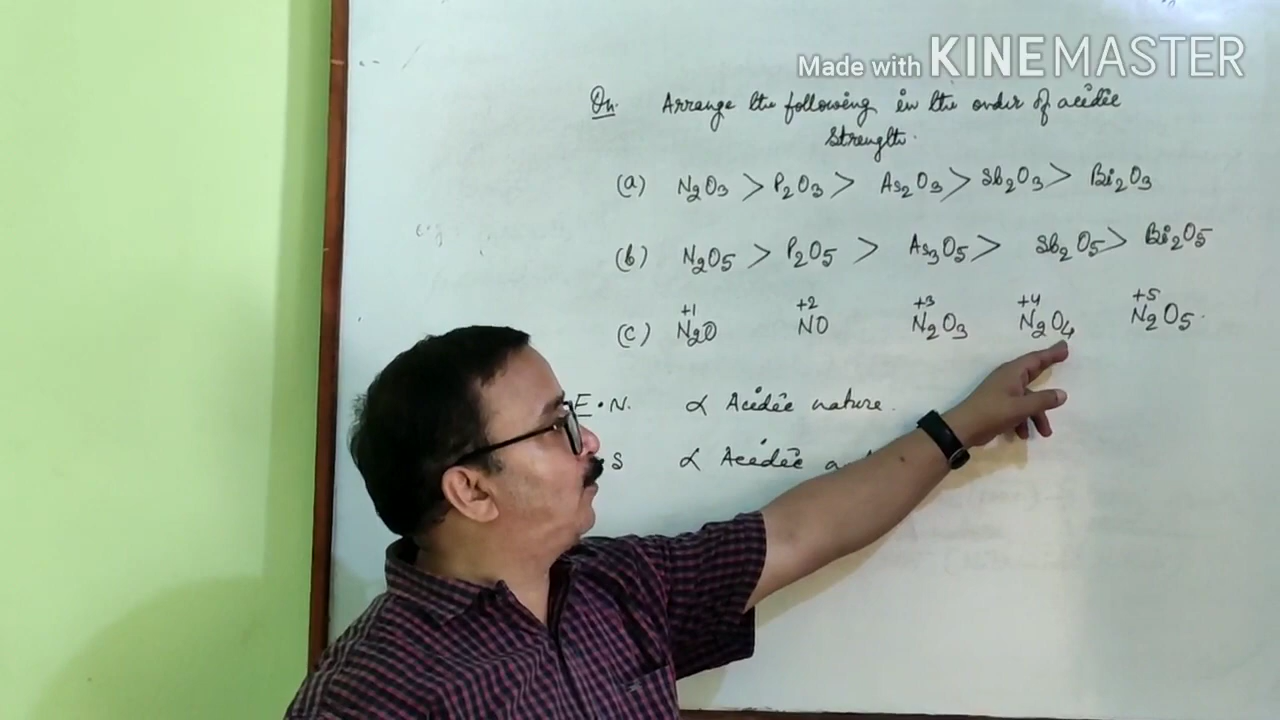 Made with KINEMASTER
Qn. Arrange the following in the order of acidic
Strength.
(a) N₂O₃ > P₂O₃ > As₂O₃ > Sb₂O₃ > Bi₂O₃
(b) N₂O₅ > P₂O₅ > As₃O₅ > Sb₂O₅ > Bi₂O₅
+1 +2 +3 +4 +5
(c) N₂O NO N₂O₃ N₂O₄ N₂O₅.
E.N. α Acidic nature.
.S α Acidic